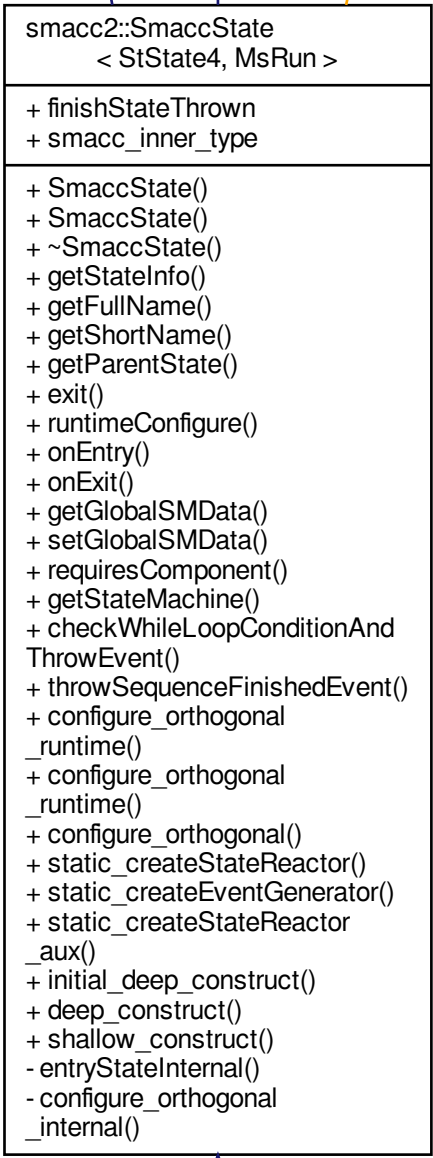 smacc2::SmaccState
< StState4, MsRun >
+ finishStateThrown
+ smacc_inner_type
+ SmaccState()
+ SmaccState()
+ ~SmaccState()
+ getStateInfo()
+ getFullName()
+ getShortName()
+ getParentState()
+ exit()
+ runtimeConfigure()
+ onEntry()
+ onExit()
+ getGlobalSMData()
+ setGlobalSMData()
+ requiresComponent()
+ getStateMachine()
+ checkWhileLoopConditionAnd
ThrowEvent()
+ throwSequenceFinishedEvent()
+ configure_orthogonal
_runtime()
+ configure_orthogonal
_runtime()
+ configure_orthogonal()
+ static_createStateReactor()
+ static_createEventGenerator()
+ static_createStateReactor
_aux()
+ initial_deep_construct()
+ deep_construct()
+ shallow_construct()
- entryStateInternal()
- configure_orthogonal
_internal()